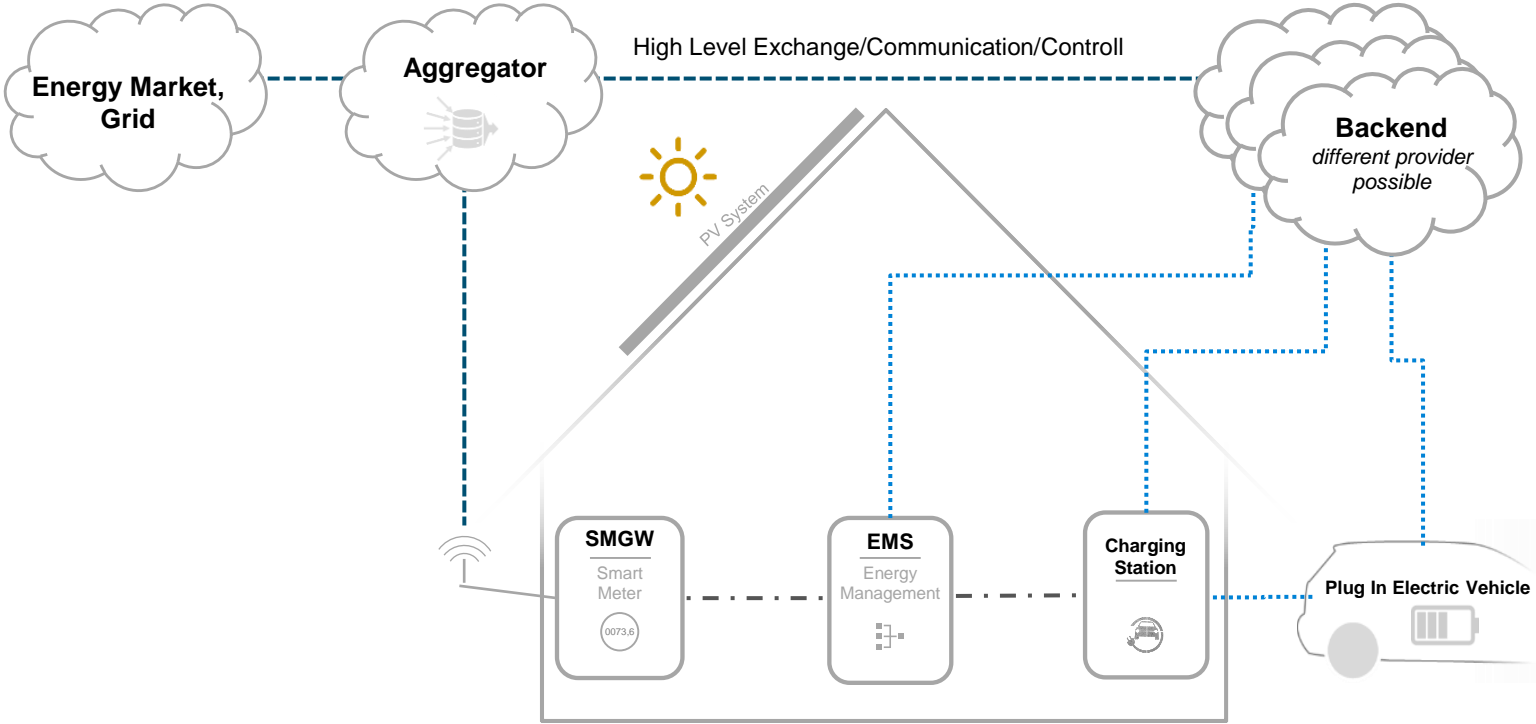 High Level Exchange/Communication/Controll
Energy Market,
Grid
Aggregator
Backend
different provider
possible
PV System
SMGW
Smart
Meter
0073,6
EMS
Energy
Management
Charging
Station
Plug In Electric Vehicle